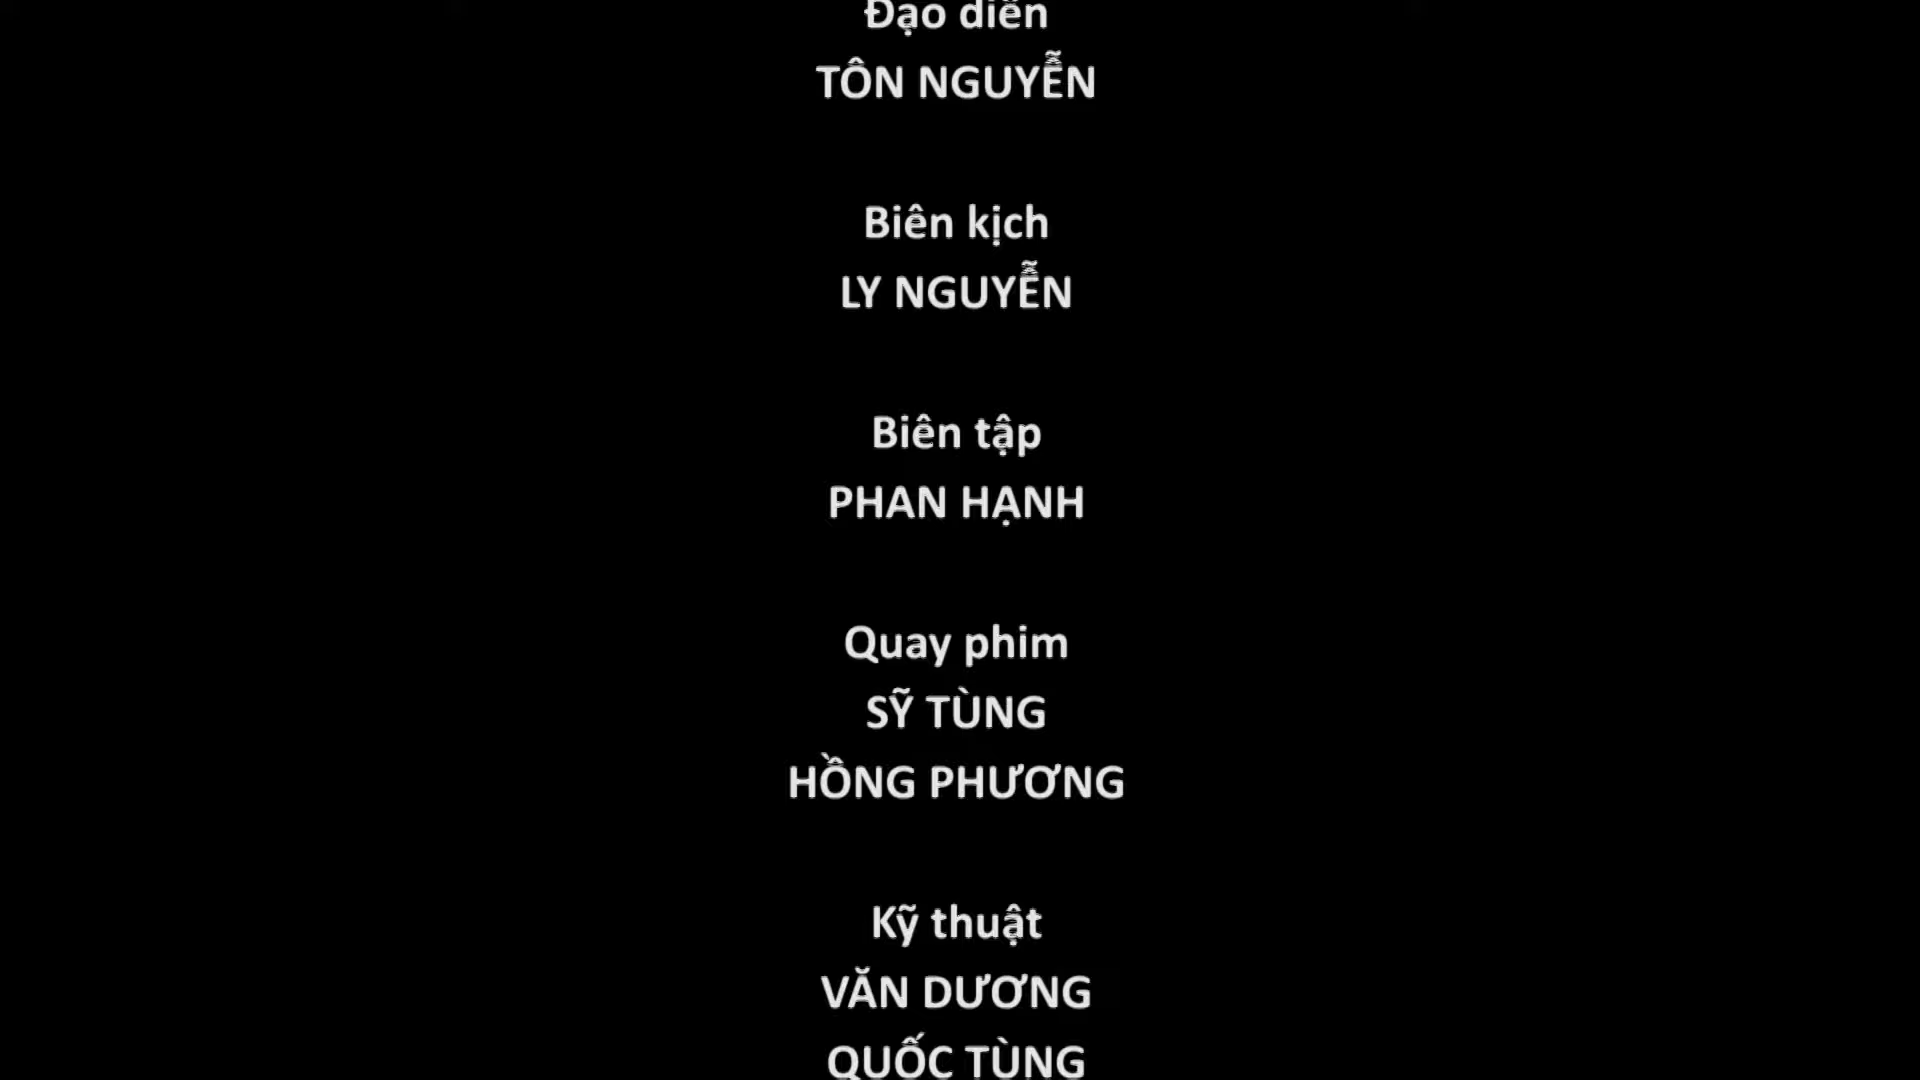 Đạo diễn
TÔN NGUYỄN
Biên kịch
LY NGUYỄN
Biên tập
PHAN HẠNH
Quay phim
SỸ TÙNG
HỒNG PHƯƠNG
Kỹ thuật
VĂN DƯƠNG
QUỐC TÙNG